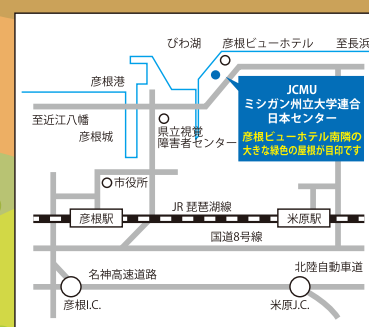 びわ湖
彦根ビューホテル
至長浜
彦根港
JCMU
ミシガン州立大学連合
日本センター
彦根ビューホテル南隣の
大きな緑色の屋根が目印です
至近江八幡
彦根城
県立視覚
障害者センター
市役所
JR 琵琶湖線
彦根駅
米原駅
国道8号線
名神高速道路
北陸自動車道
彦根I.C.
米原J.C.